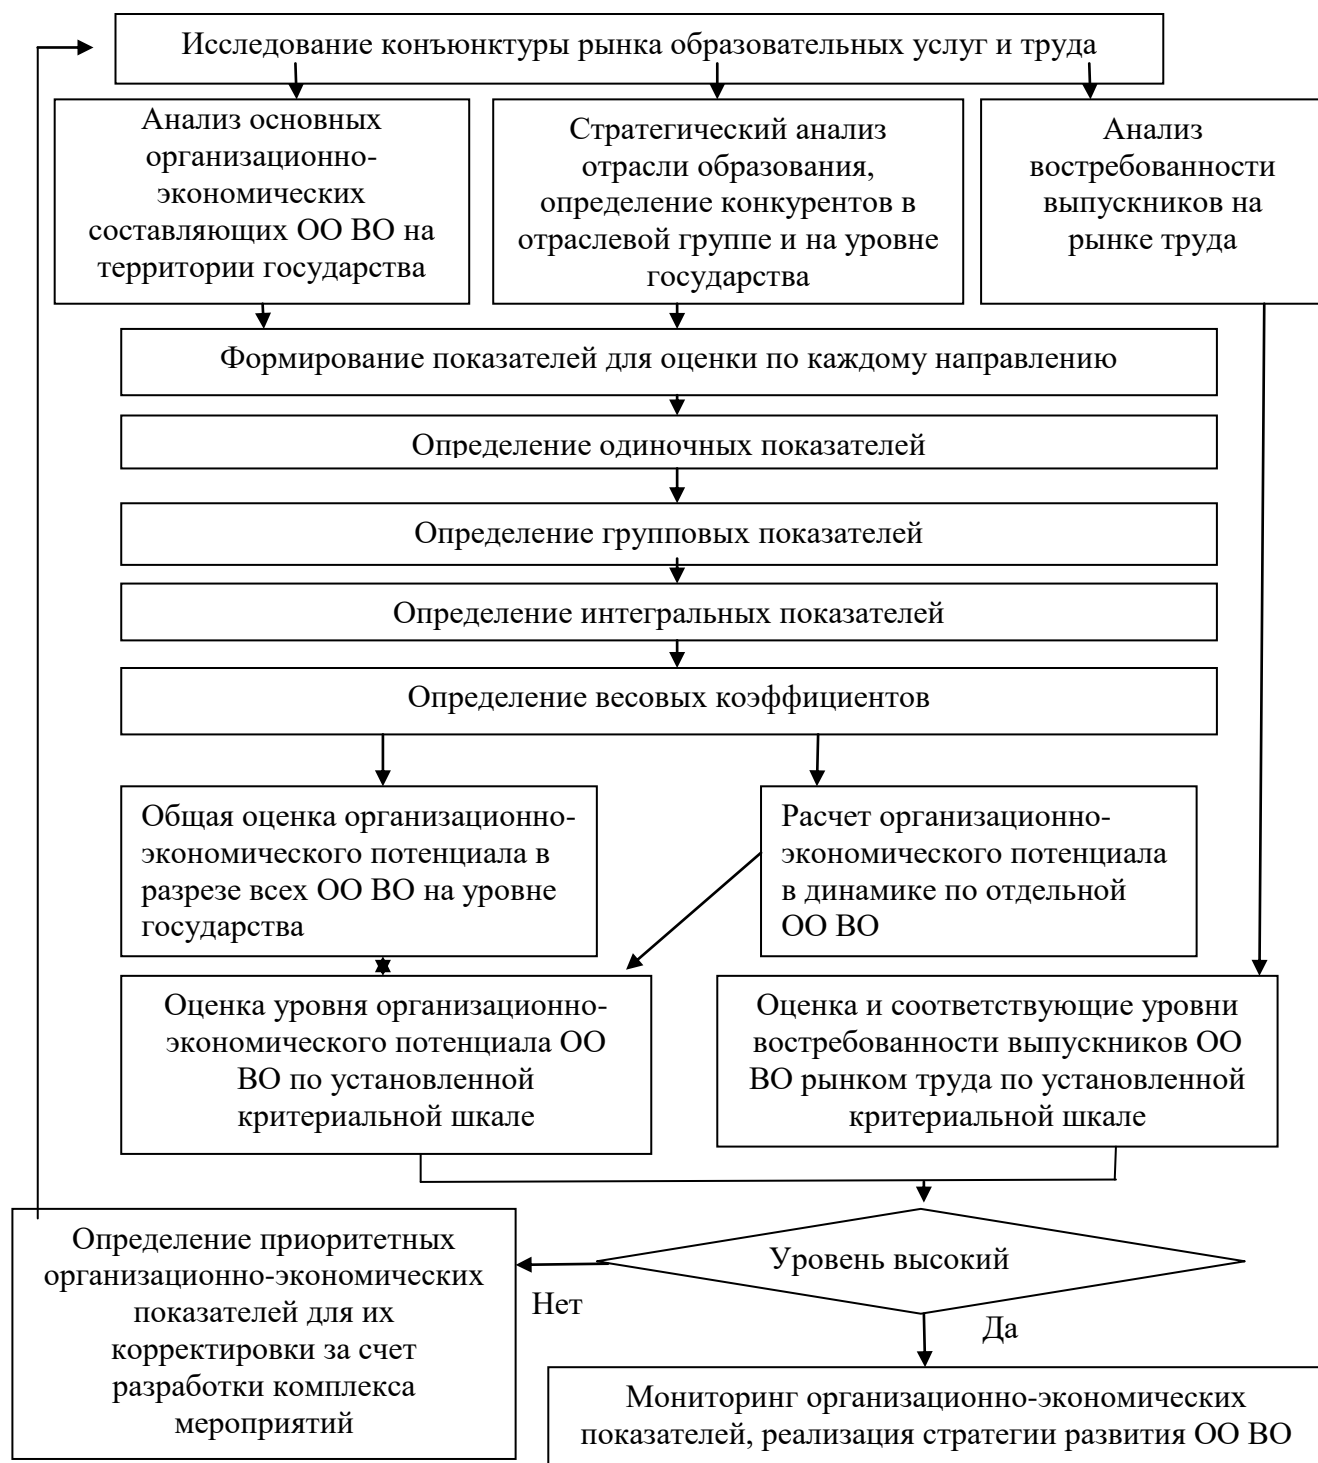 Исследование конъюнктуры рынка образовательных услуг и труда
Анализ основных
организационно-
экономических
составляющих ОО ВО на
территории государства
Стратегический анализ
отрасли образования,
определение конкурентов в
отраслевой группе и на уровне
государства
Анализ
востребованности
выпускников на
рынке труда
Формирование показателей для оценки по каждому направлению
Определение одиночных показателей
Определение групповых показателей
Определение интегральных показателей
Определение весовых коэффициентов
Общая оценка организационно-
экономического потенциала в
разрезе всех ОО ВО на уровне
государства
Расчет организационно-
экономического потенциала
в динамике по отдельной
ОО ВО
Оценка уровня организационно-
экономического потенциала ОО
ВО по установленной
критериальной шкале
Оценка и соответствующие уровни
востребованности выпускников ОО
ВО рынком труда по установленной
критериальной шкале
Уровень высокий
Нет
Да
Определение приоритетных
организационно-экономических
показателей для их
корректировки за счет
разработки комплекса
мероприятий
Мониторинг организационно-экономических
показателей, реализация стратегии развития ОО ВО